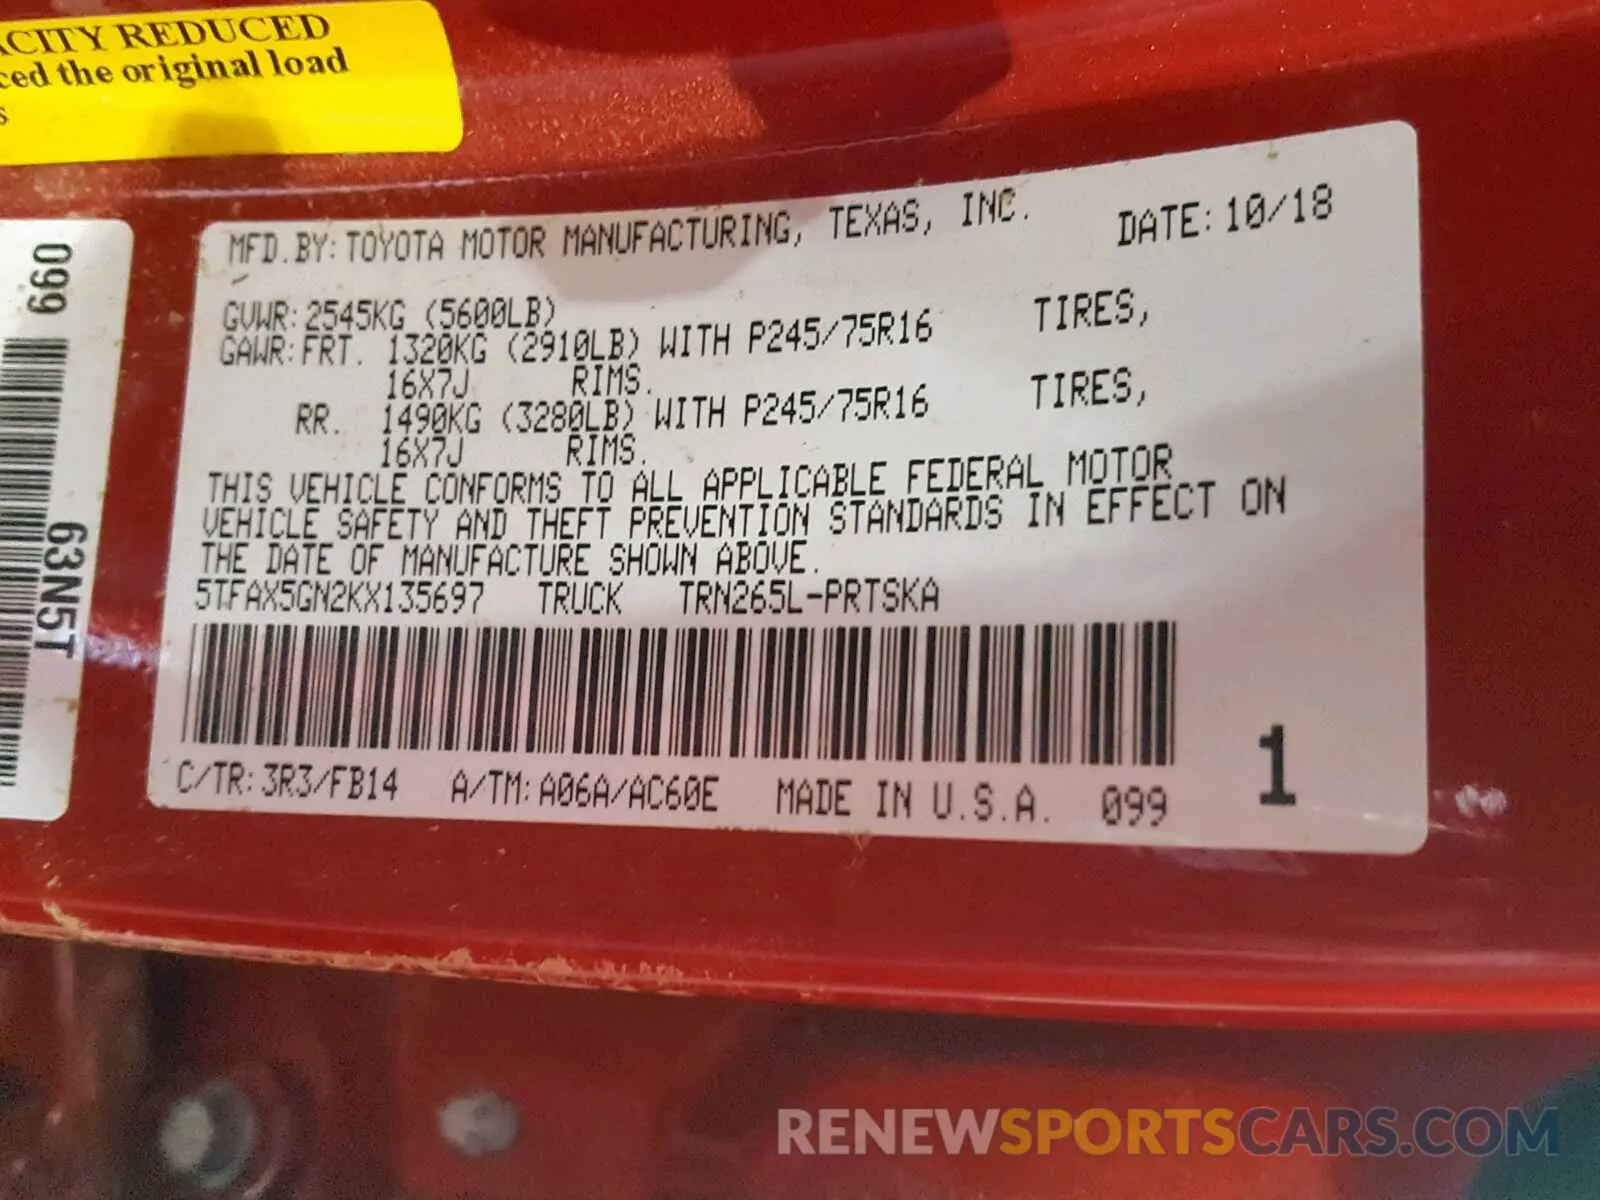 ACITY REDUCED
ced the original load
s
099
63N5T
MFD.BY:TOYOTA MOTOR MANUFACTURING, TEXAS, INC. DATE:10/18
GVWR:2545KG (5600LB)
GAWR:FRT. 1320KG (2910LB) WITH P245/75R16 TIRES,
16X7J RIMS.
RR. 1490KG (3280LB) WITH P245/75R16 TIRES,
16X7J RIMS.
THIS VEHICLE CONFORMS TO ALL APPLICABLE FEDERAL MOTOR
VEHICLE SAFETY AND THEFT PREVENTION STANDARDS IN EFFECT ON
THE DATE OF MANUFACTURE SHOWN ABOVE.
5TFAX5GN2KX135697 TRUCK TRN265L-PRTSKA
C/TR:3R3/FB14 A/TM:A06A/AC60E MADE IN U.S.A. 099
1
RENEWSPORTSCARS.COM